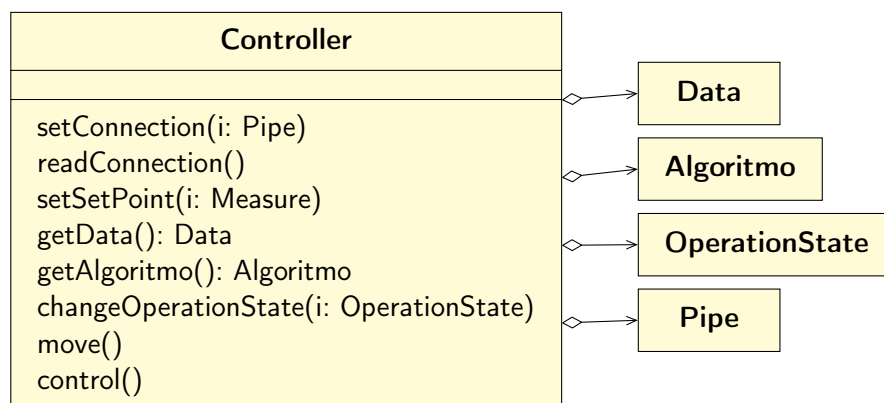 Controller
setConnection(i: Pipe)
readConnection()
setSetPoint(i: Measure)
getData(): Data
getAlgoritmo(): Algoritmo
changeOperationState(i: OperationState)
move()
control()
Data
Algoritmo
OperationState
Pipe